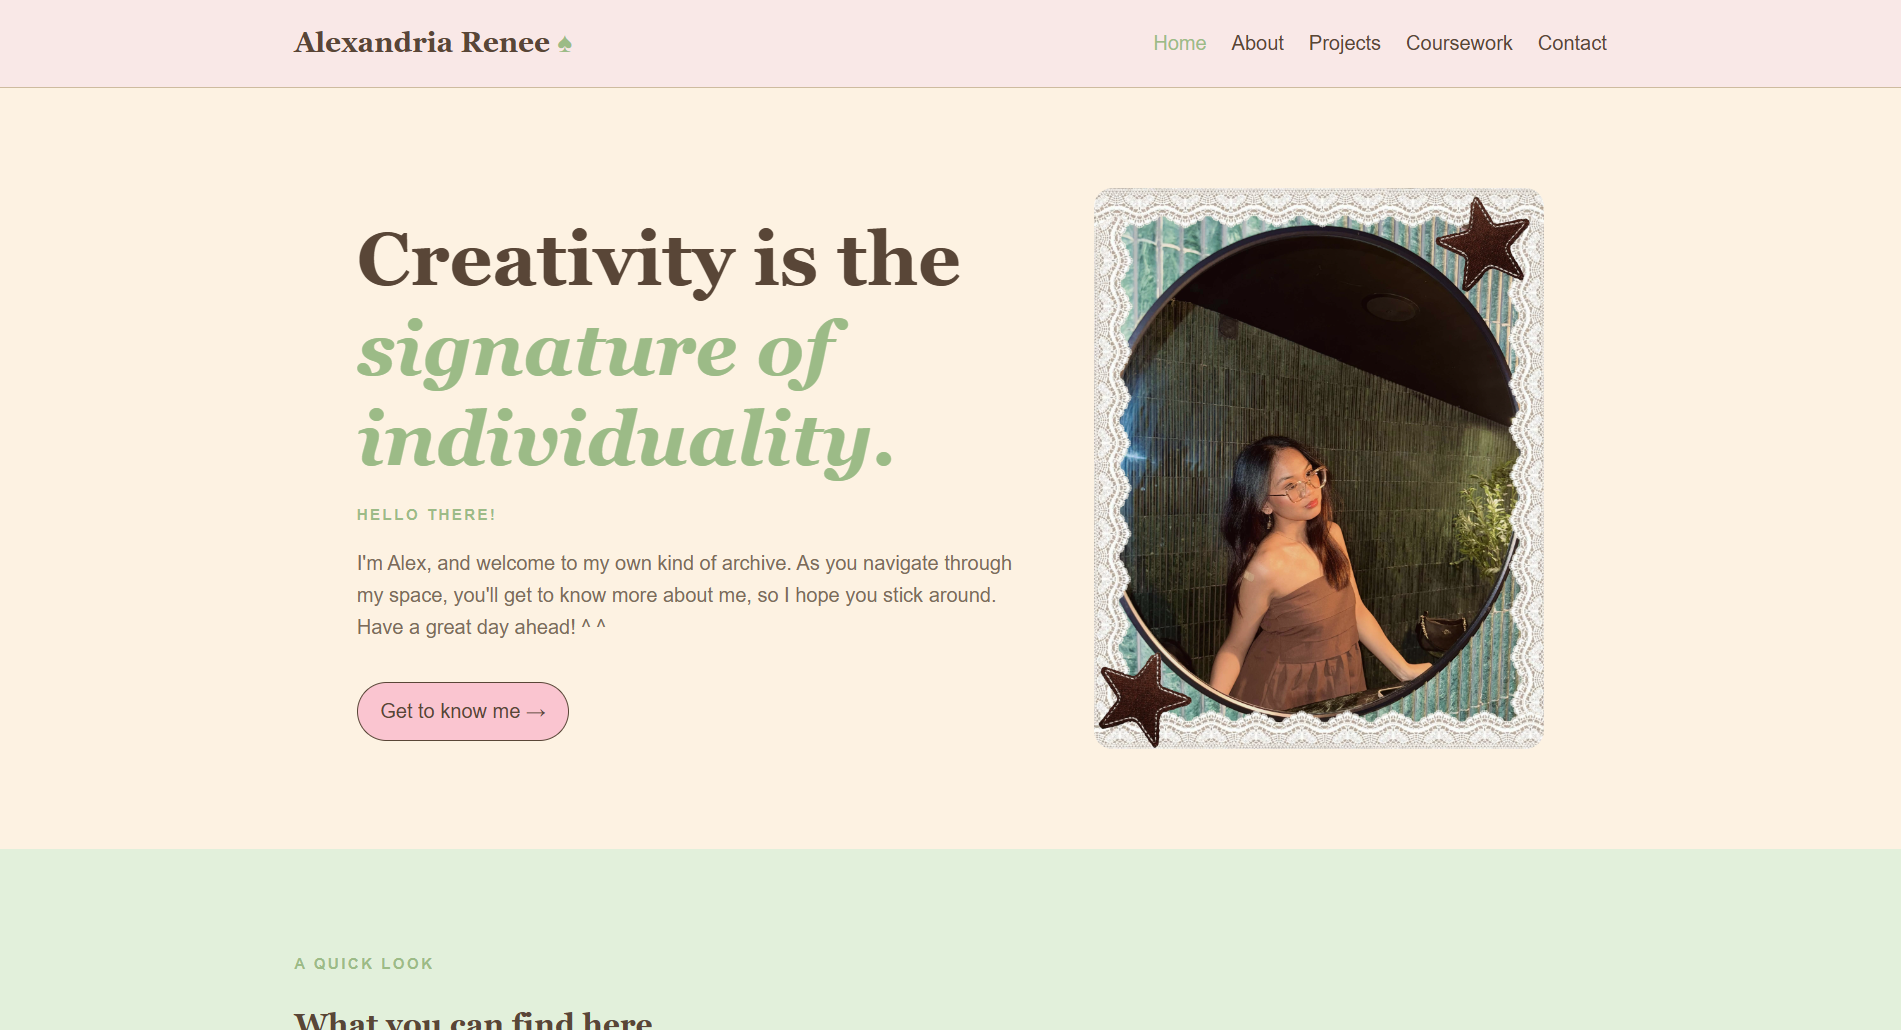 Alexandria Renee ♠
Home About Projects Coursework Contact
Creativity is the
signature of
individuality.
HELLO THERE!
I'm Alex, and welcome to my own kind of archive. As you navigate through
my space, you'll get to know more about me, so I hope you stick around.
Have a great day ahead! ^ ^
Get to know me →
A QUICK LOOK
What you can find here